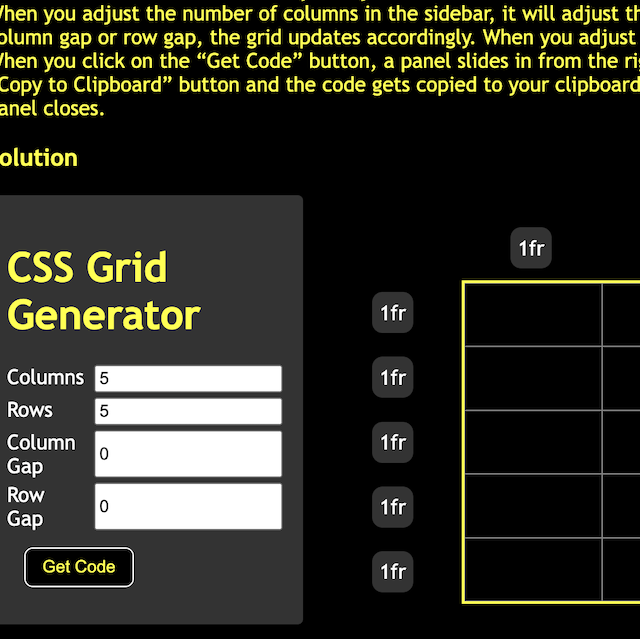 When you adjust the number of columns in the sidebar, it will adjust th
olumn gap or row gap, the grid updates accordingly. When you adjust
When you click on the “Get Code” button, a panel slides in from the ri
Copy to Clipboard” button and the code gets copied to your clipboard
anel closes.
olution
CSS Grid
Generator
Columns 5
Rows 5
Column
Gap 0
Row
Gap 0
Get Code
1fr
1fr
1fr
1fr
1fr
1fr